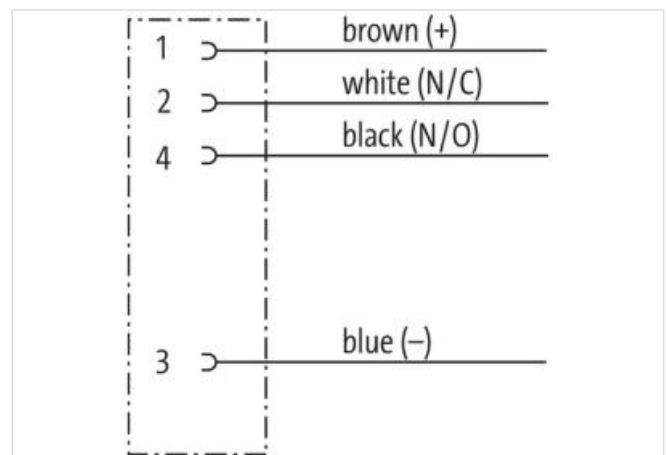 1 brown (+)
2 white (N/C)
4 black (N/O)
3 blue (–)